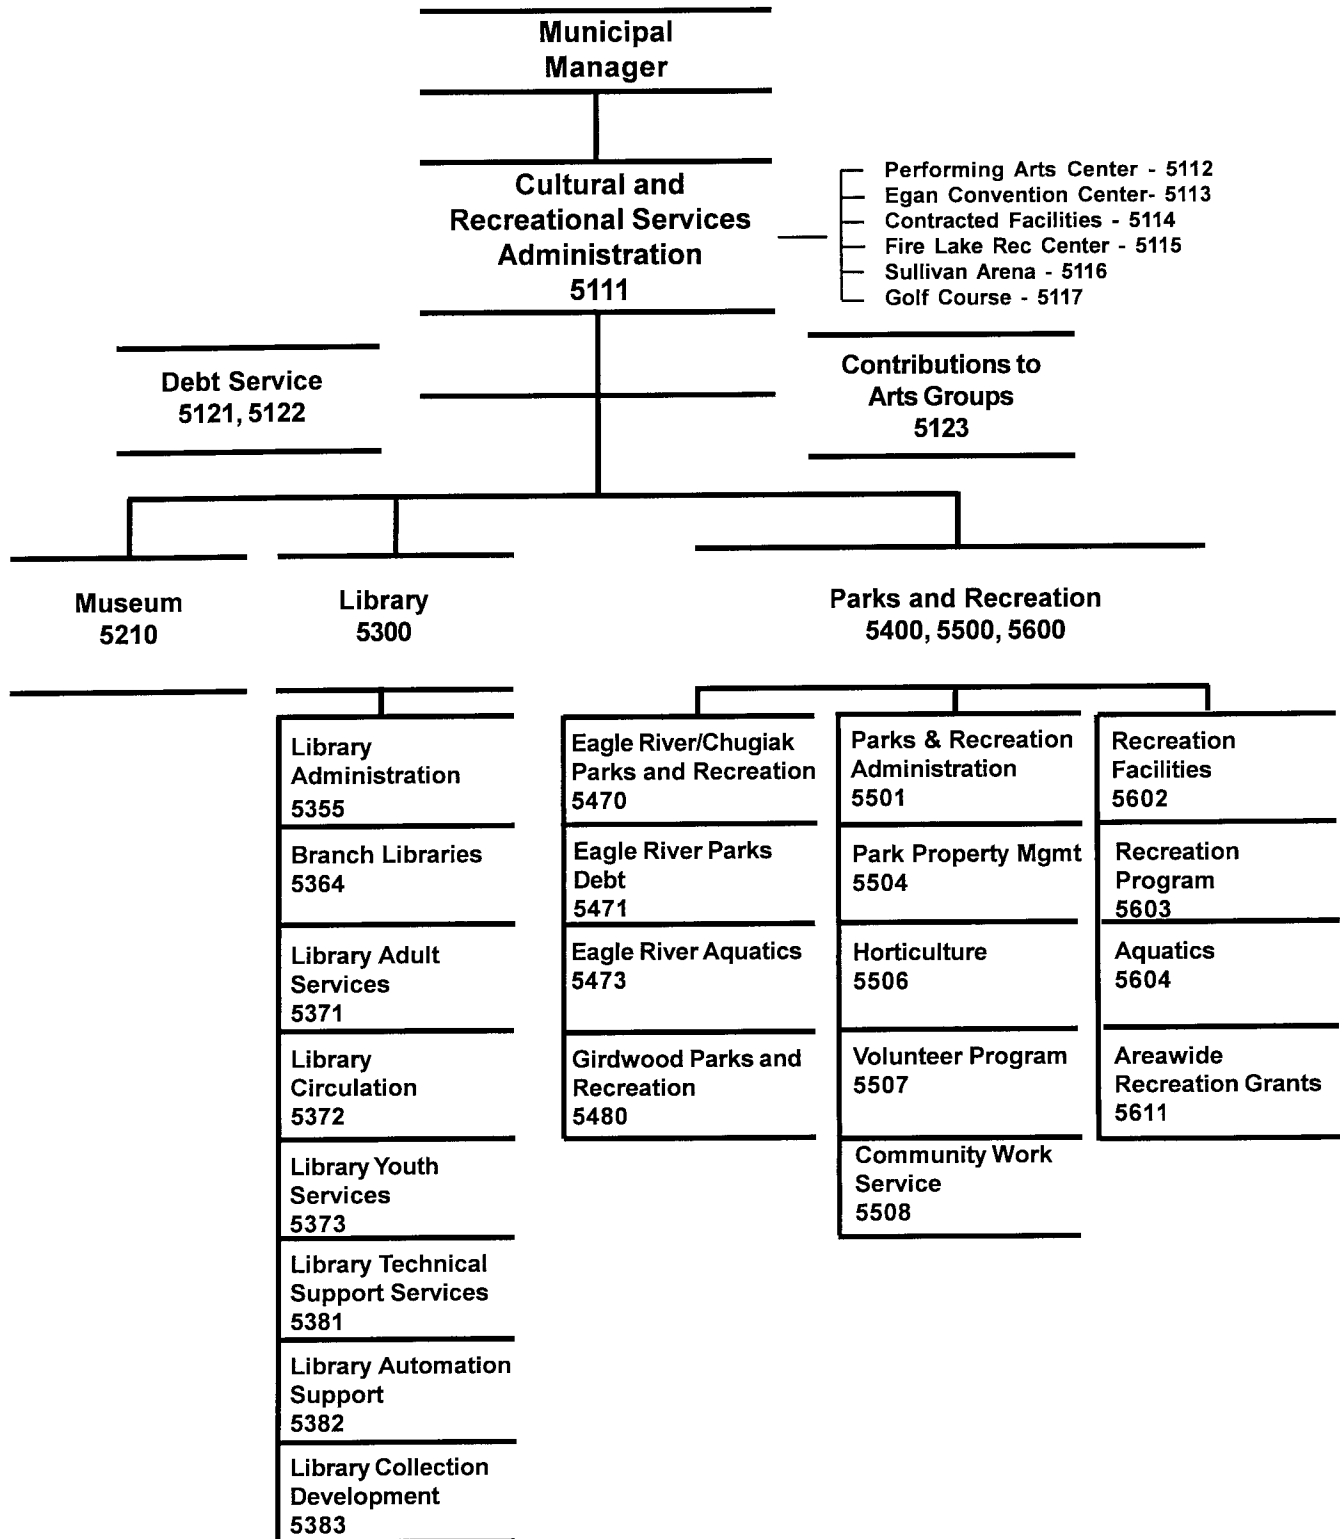 Municipal
Manager
Cultural and
Recreational Services
Administration
5111
Performing Arts Center - 5112
Egan Convention Center- 5113
Contracted Facilities - 5114
Fire Lake Rec Center - 5115
Sullivan Arena - 5116
Golf Course - 5117
Debt Service
5121, 5122
Contributions to
Arts Groups
5123
Museum
5210
Library
5300
Parks and Recreation
5400, 5500, 5600
Library
Administration
5355
Branch Libraries
5364
Library Adult
Services
5371
Library
Circulation
5372
Library Youth
Services
5373
Library Technical
Support Services
5381
Library Automation
Support
5382
Library Collection
Development
5383
Eagle River/Chugiak
Parks and Recreation
5470
Eagle River Parks
Debt
5471
Eagle River Aquatics
5473
Girdwood Parks and
Recreation
5480
Parks & Recreation
Administration
5501
Park Property Mgmt
5504
Horticulture
5506
Volunteer Program
5507
Community Work
Service
5508
Recreation
Facilities
5602
Recreation
Program
5603
Aquatics
5604
Areawide
Recreation Grants
5611